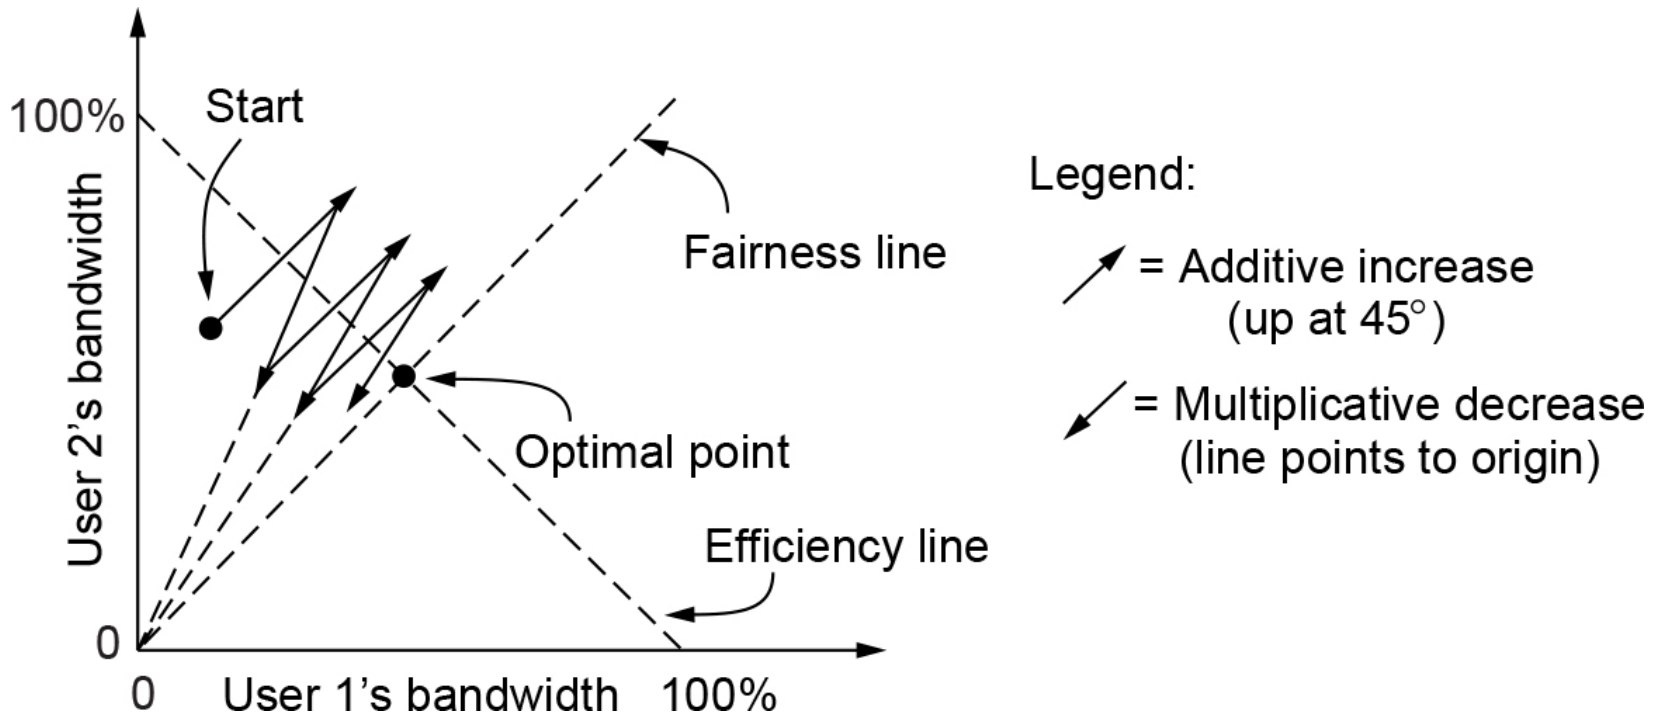 100%
Start
Fairness line
Optimal point
Efficiency line
User 2’s bandwidth
0
0
User 1’s bandwidth
100%
Legend:
= Additive increase
(up at 45°)
= Multiplicative decrease
(line points to origin)